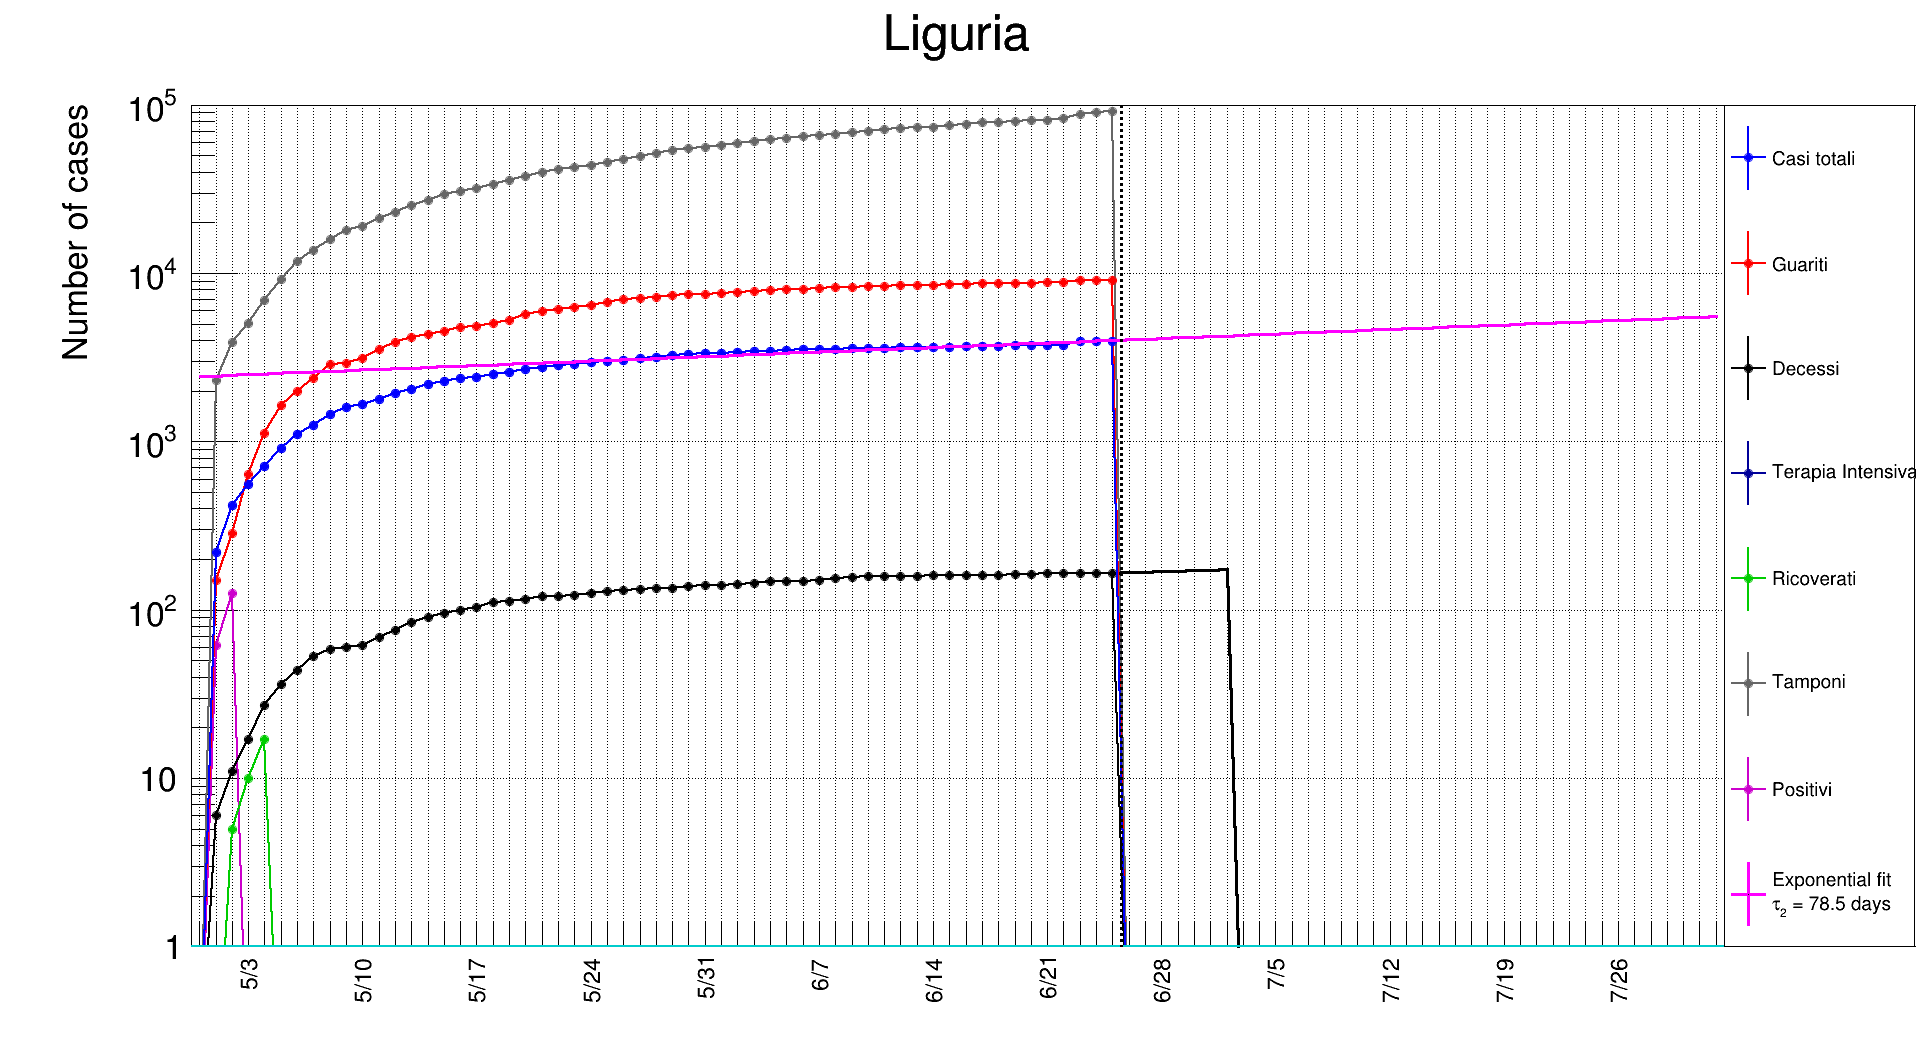 Liguria
Number of cases
10^5
10^4
10^3
10^2
10
1
5/3
5/10
5/17
5/24
5/31
6/7
6/14
6/21
6/28
7/5
7/12
7/19
7/26
Casi totali
Guariti
Decessi
Terapia Intensiva
Ricoverati
Tamponi
Positivi
Exponential fit
τ_2 = 78.5 days